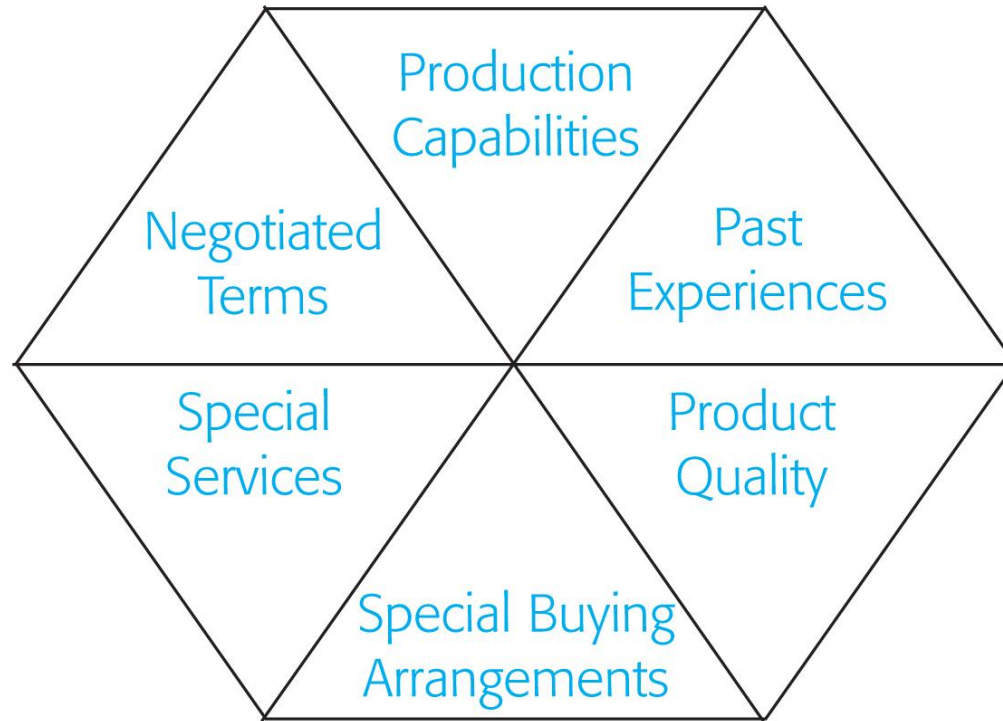 Production
Capabilities
Negotiated
Terms
Past
Experiences
Special
Services
Product
Quality
Special Buying
Arrangements